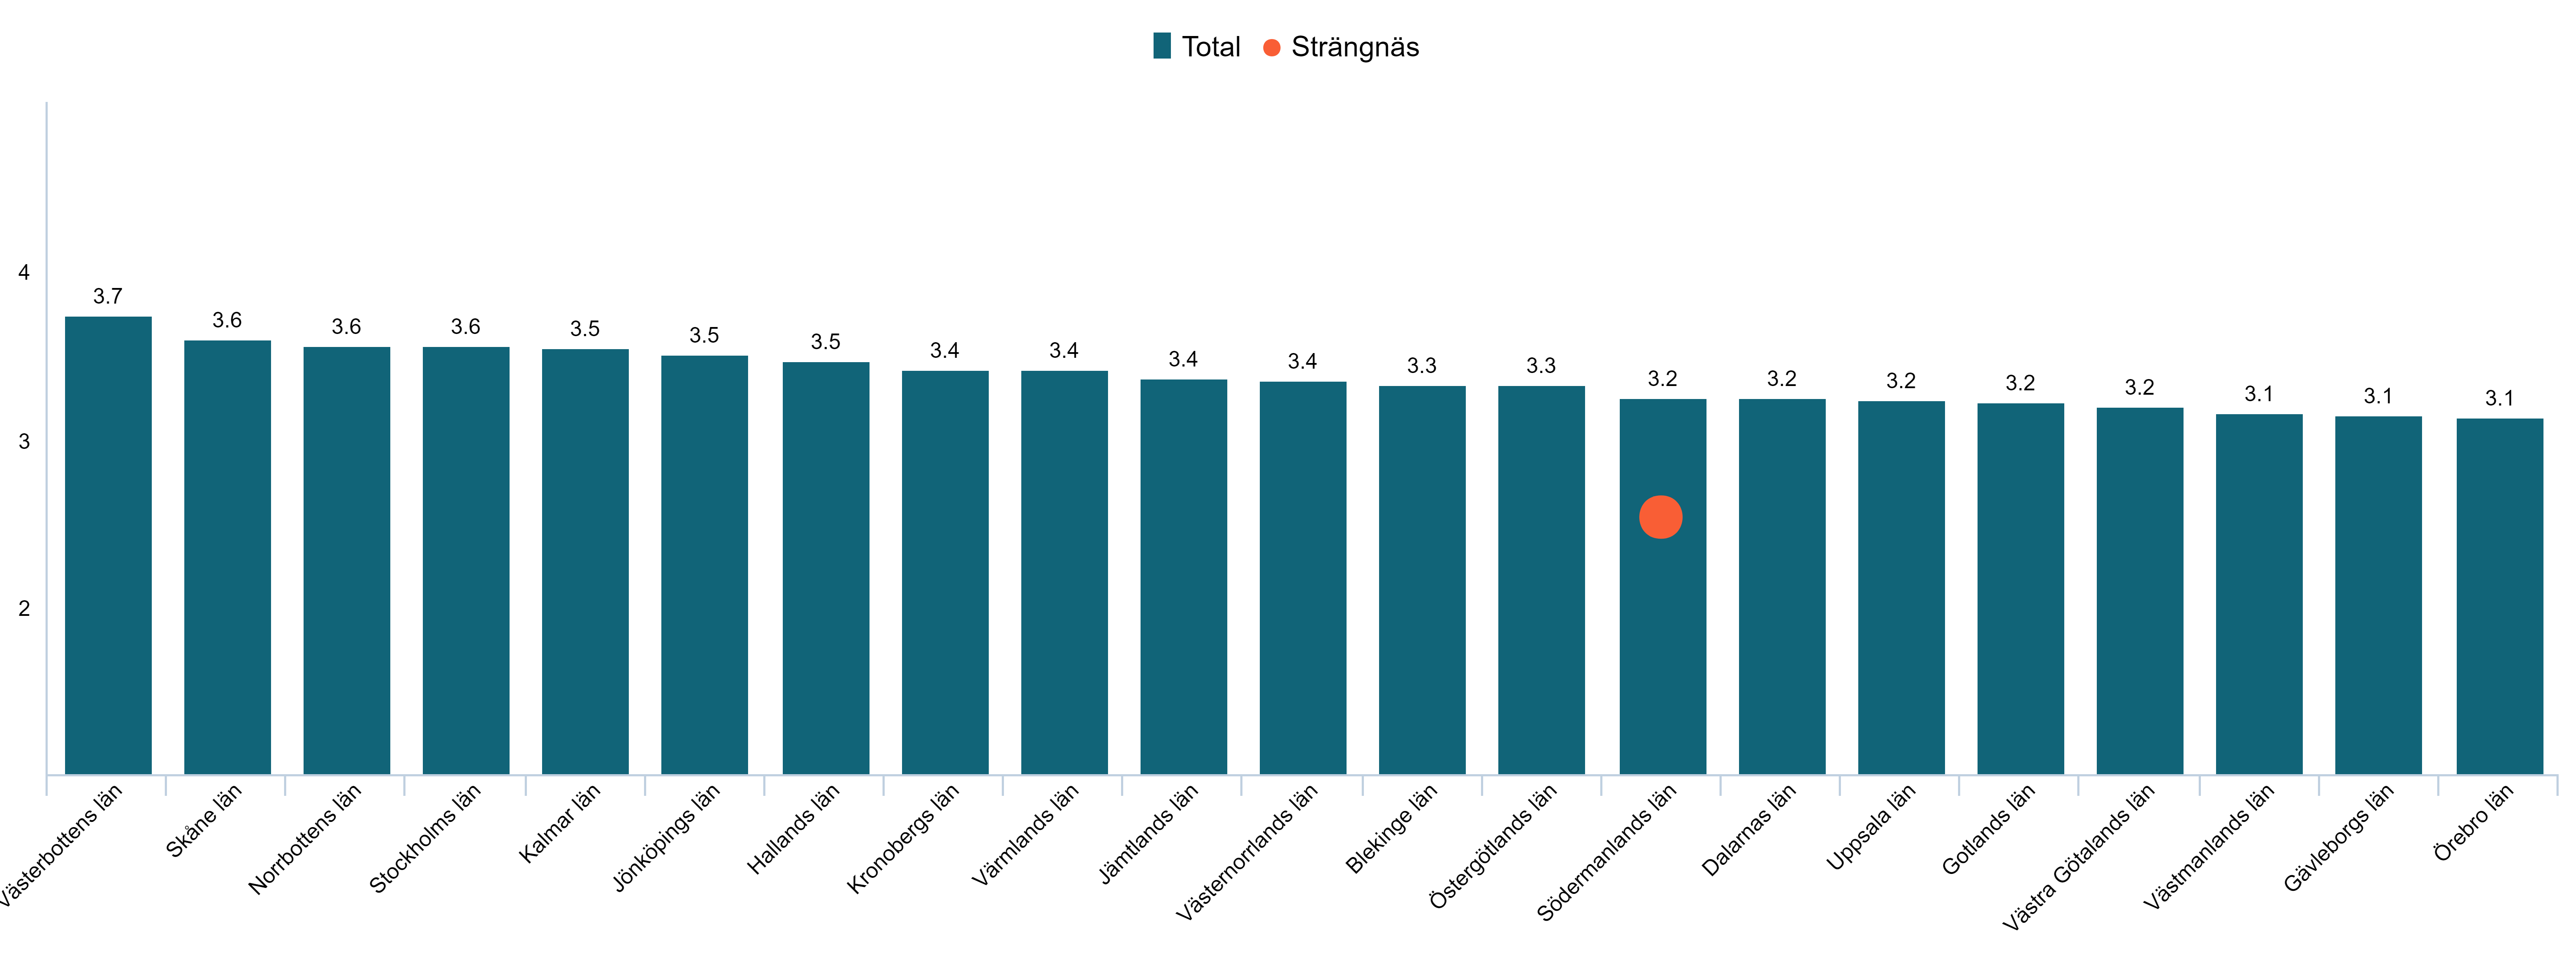 Total Strängnäs
4
3
2
3.7
3.6
3.6
3.6
3.5
3.5
3.5
3.4
3.4
3.4
3.4
3.3
3.3
3.2
3.2
3.2
3.2
3.2
3.1
3.1
3.1
Västerbottens län
Skåne län
Norrbottens län
Stockholms län
Kalmar län
Jönköpings län
Hallands län
Kronobergs län
Värmlands län
Jämtlands län
Västernorrlands län
Blekinge län
Östergötlands län
Södermanlands län
Dalarnas län
Uppsala län
Gotlands län
Västra Götalands län
Västmanlands län
Gävleborgs län
Örebro län